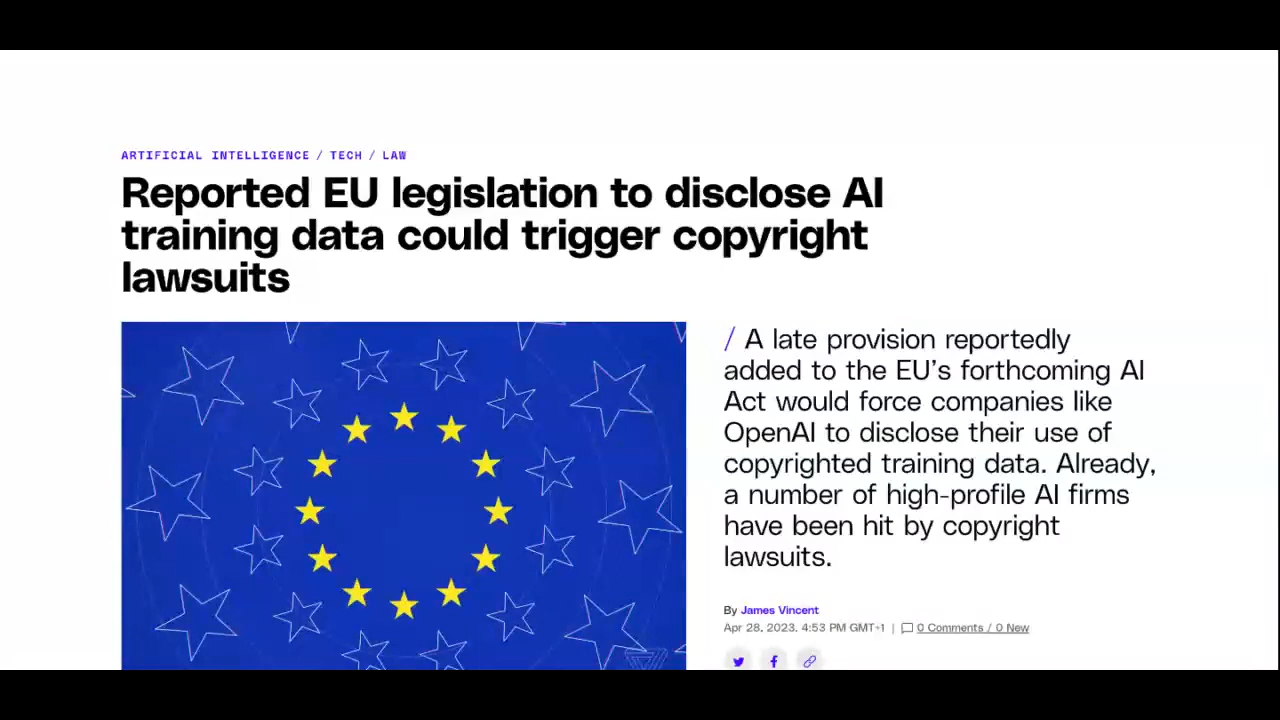 ARTIFICIAL INTELLIGENCE / TECH / LAW
Reported EU legislation to disclose AI
training data could trigger copyright
lawsuits
/ A late provision reportedly
added to the EU’s forthcoming AI
Act would force companies like
OpenAI to disclose their use of
copyrighted training data. Already,
a number of high-profile AI firms
have been hit by copyright
lawsuits.
By James Vincent
Apr 28, 2023, 4:53 PM GMT+1 | 0 Comments / 0 New